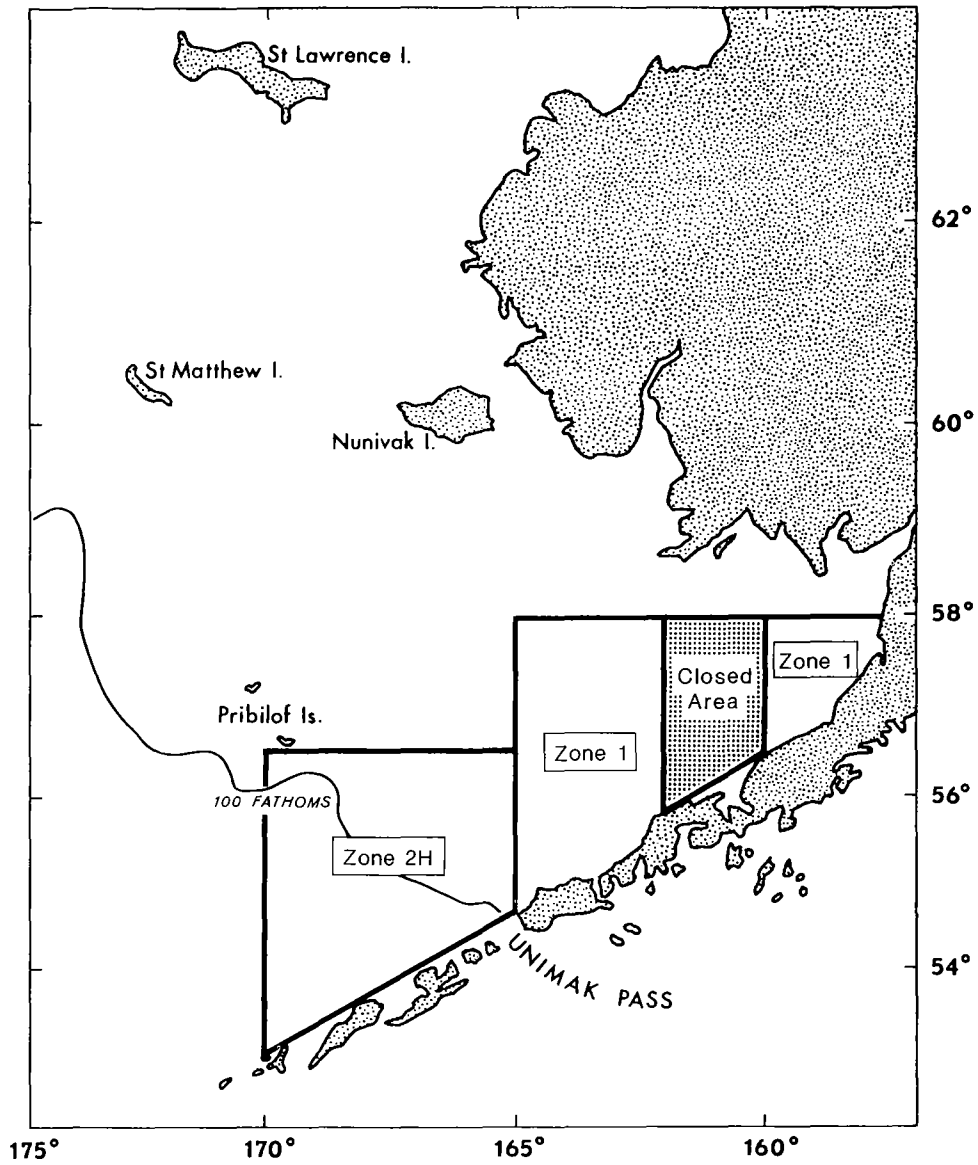 St Lawrence I.
62°
St Matthew I.
60°
Nunivak I.
58°
Closed
Area
Zone 1
Pribilof Is.
Zone 1
56°
100 FATHOMS
Zone 2H
UNIMAK PASS
54°
175°
170°
165°
160°